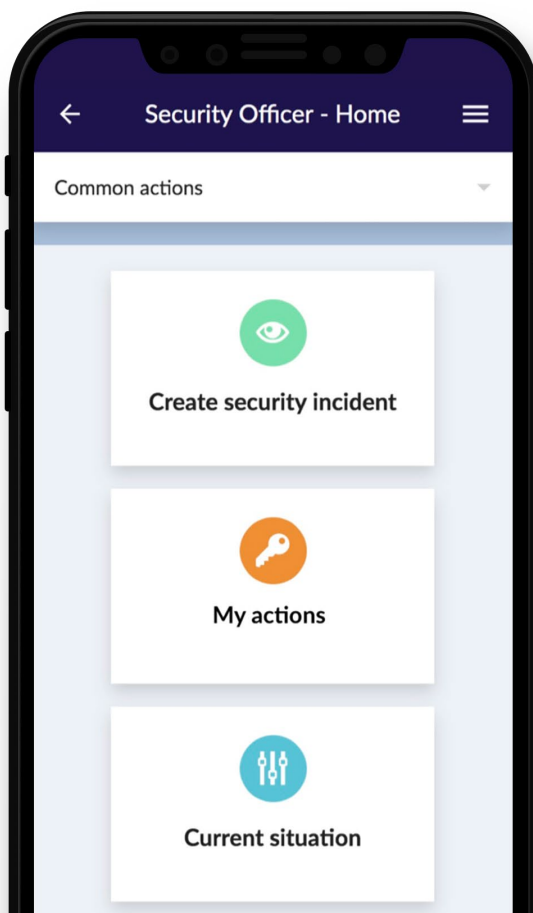 Security Officer - Home
Common actions
Create security incident
My actions
Current situation